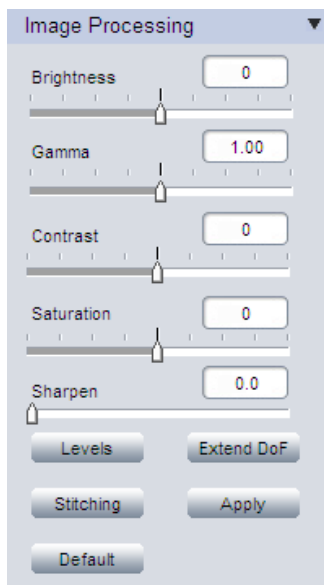 Image Processing
Brightness 0
Gamma 1.00
Contrast 0
Saturation 0
Sharpen 0.0
Levels Extend DoF
Stitching Apply
Default